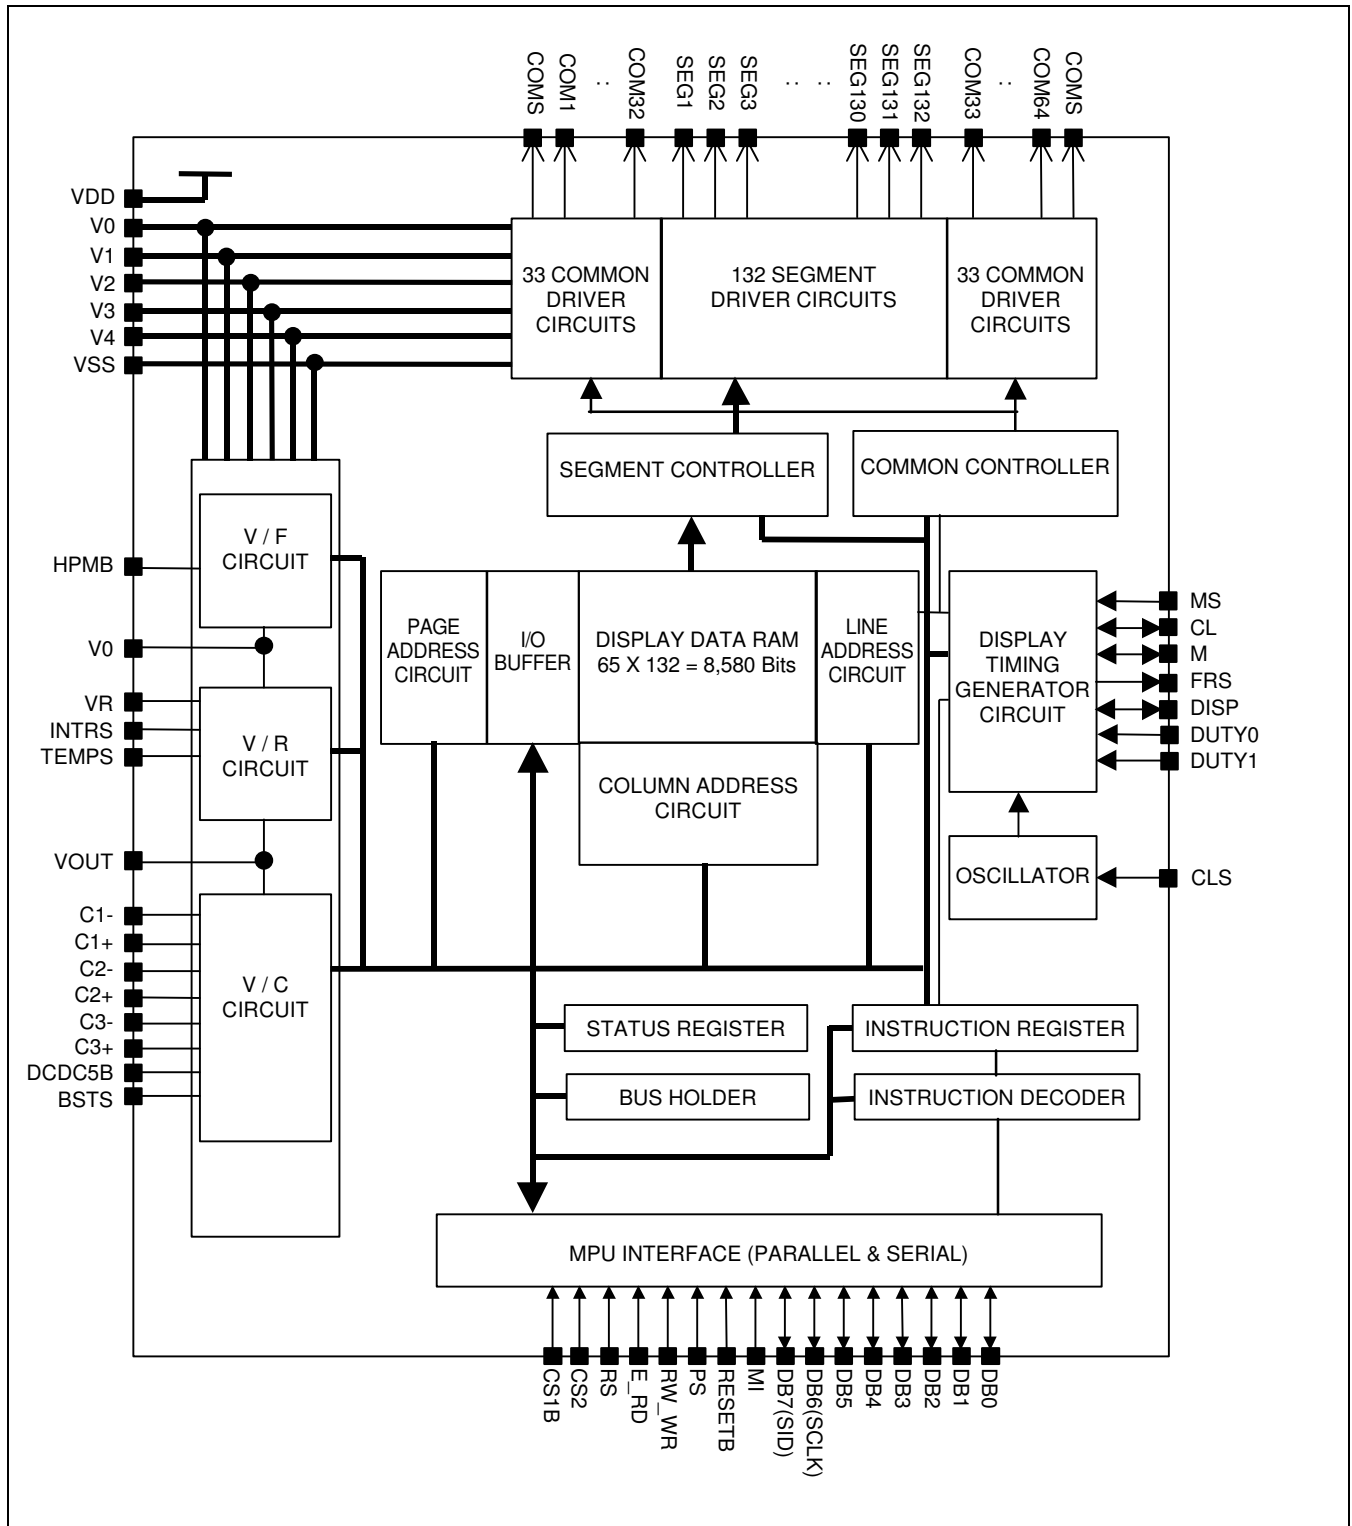 COMS
COM1
..
COM32
SEG1
SEG2
SEG3
..
..
SEG130
SEG131
SEG132
COM33
..
COM64
COMS
VDD
V0
V1
V2
V3
V4
VSS
33 COMMON
DRIVER
CIRCUITS
132 SEGMENT
DRIVER CIRCUITS
33 COMMON
DRIVER
CIRCUITS
SEGMENT CONTROLLER
COMMON CONTROLLER
HPMB
V0
VR
INTRS
TEMPS
VOUT
C1-
C1+
C2-
C2+
C3-
C3+
DCDC5B
BSTS
V / F
CIRCUIT
V / R
CIRCUIT
V / C
CIRCUIT
PAGE
ADDRESS
CIRCUIT
I/O
BUFFER
DISPLAY DATA RAM
65 X 132 = 8,580 Bits
LINE
ADDRESS
CIRCUIT
COLUMN ADDRESS
CIRCUIT
DISPLAY
TIMING
GENERATOR
CIRCUIT
OSCILLATOR
MS
CL
M
FRS
DISP
DUTY0
DUTY1
CLS
STATUS REGISTER
INSTRUCTION REGISTER
BUS HOLDER
INSTRUCTION DECODER
MPU INTERFACE (PARALLEL & SERIAL)
CS1B
CS2
RS
E_RD
RW_WR
PS
RESETB
MI
DB7(SID)
DB6(SCLK)
DB5
DB4
DB3
DB2
DB1
DB0